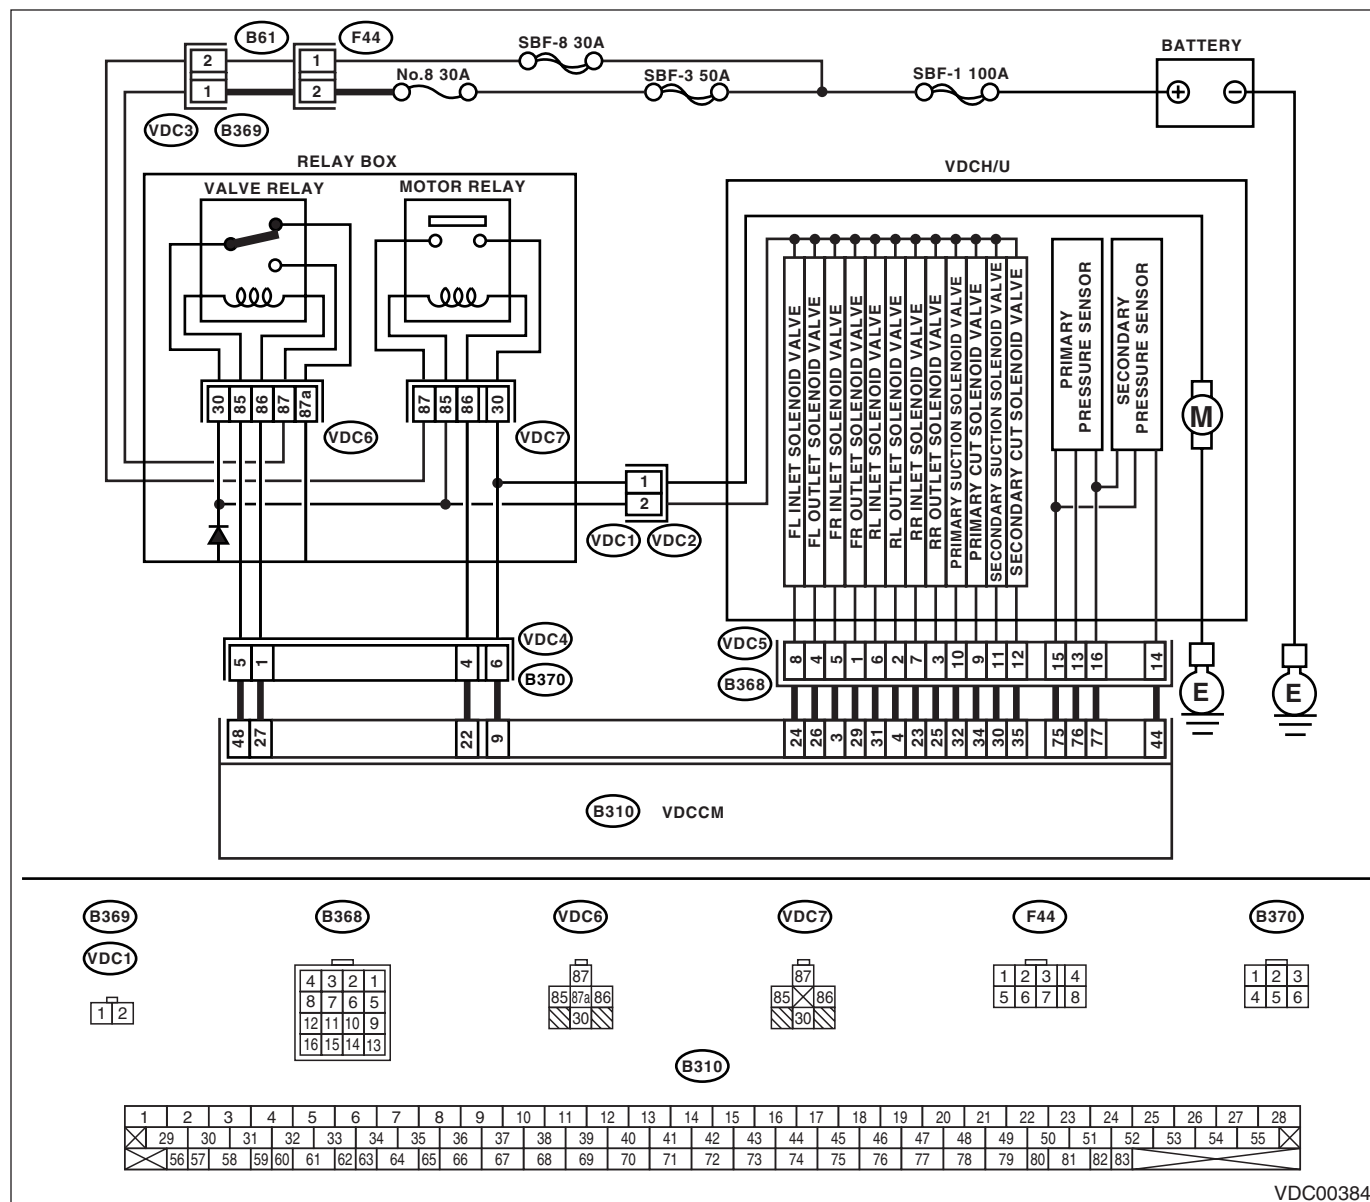 B61 F44 SBF-8 30A BATTERY
2 1 No.8 30A SBF-3 50A SBF-1 100A
1 2
VDC3 B369
RELAY BOX VDCH/U
VALVE RELAY MOTOR RELAY
FL INLET SOLENOID VALVE
FL OUTLET SOLENOID VALVE
FR INLET SOLENOID VALVE
FR OUTLET SOLENOID VALVE
RL INLET SOLENOID VALVE
RL OUTLET SOLENOID VALVE
RR INLET SOLENOID VALVE
RR OUTLET SOLENOID VALVE
PRIMARY SUCTION SOLENOID VALVE
PRIMARY CUT SOLENOID VALVE
SECONDARY SUCTION SOLENOID VALVE
SECONDARY CUT SOLENOID VALVE
PRIMARY
PRESSURE SENSOR
SECONDARY
PRESSURE SENSOR
M
30 85 86 87 87a 87 85 86 30
VDC6 VDC7
1
2
VDC1 VDC2
VDC4 VDC5
5 1 4 6 8 4 5 1 6 2 7 3 10 9 11 12 15 13 16 14
B370 B368 E E
48 27 22 9 24 26 3 29 31 4 23 25 32 34 30 35 75 76 77 44
B310 VDCCM
B369 B368 VDC6 VDC7 F44 B370
VDC1
1 2
4 3 2 1
8 7 6 5
12 11 10 9
16 15 14 13
87
85 87a 86
30
87
85 86
30
1 2 3 4
5 6 7 8
1 2 3
4 5 6
B310
1 2 3 4 5 6 7 8 9 10 11 12 13 14 15 16 17 18 19 20 21 22 23 24 25 26 27 28
29 30 31 32 33 34 35 36 37 38 39 40 41 42 43 44 45 46 47 48 49 50 51 52 53 54 55
56 57 58 59 60 61 62 63 64 65 66 67 68 69 70 71 72 73 74 75 76 77 78 79 80 81 82 83
VDC00384